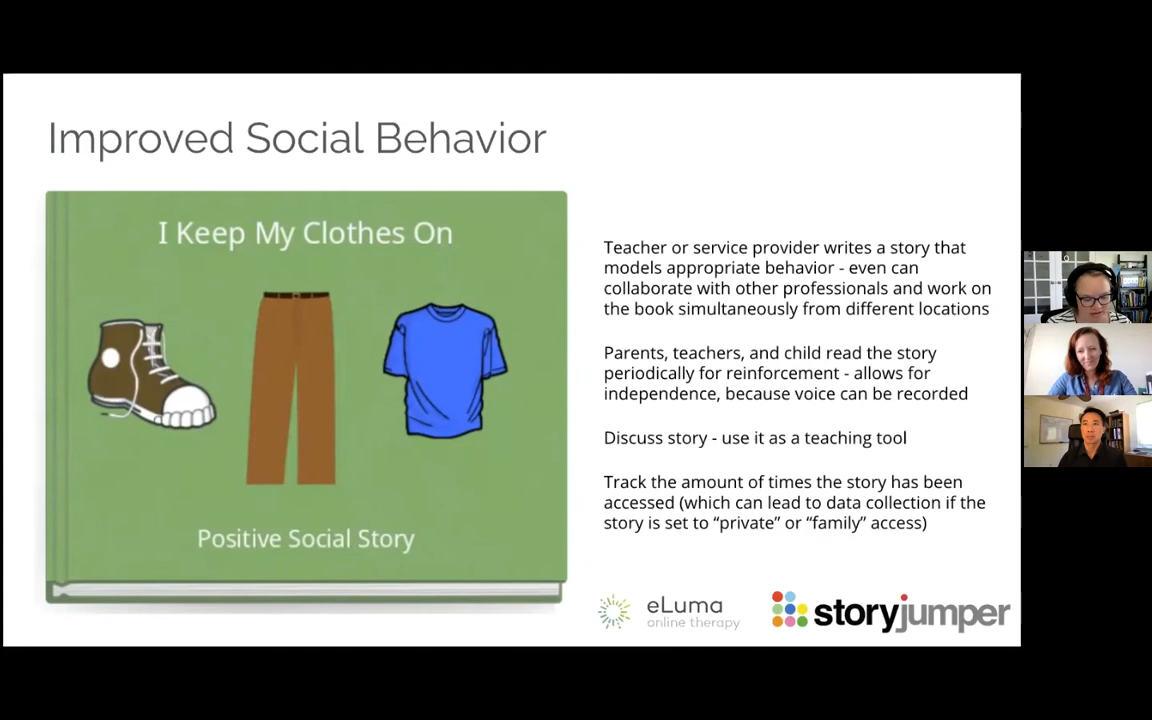 Improved Social Behavior
I Keep My Clothes On
Positive Social Story
Teacher or service provider writes a story that
models appropriate behavior - even can
collaborate with other professionals and work on
the book simultaneously from different locations
Parents, teachers, and child read the story
periodically for reinforcement - allows for
independence, because voice can be recorded
Discuss story - use it as a teaching tool
Track the amount of times the story has been
accessed (which can lead to data collection if the
story is set to “private” or “family” access)
eLuma
online therapy
storyjumper